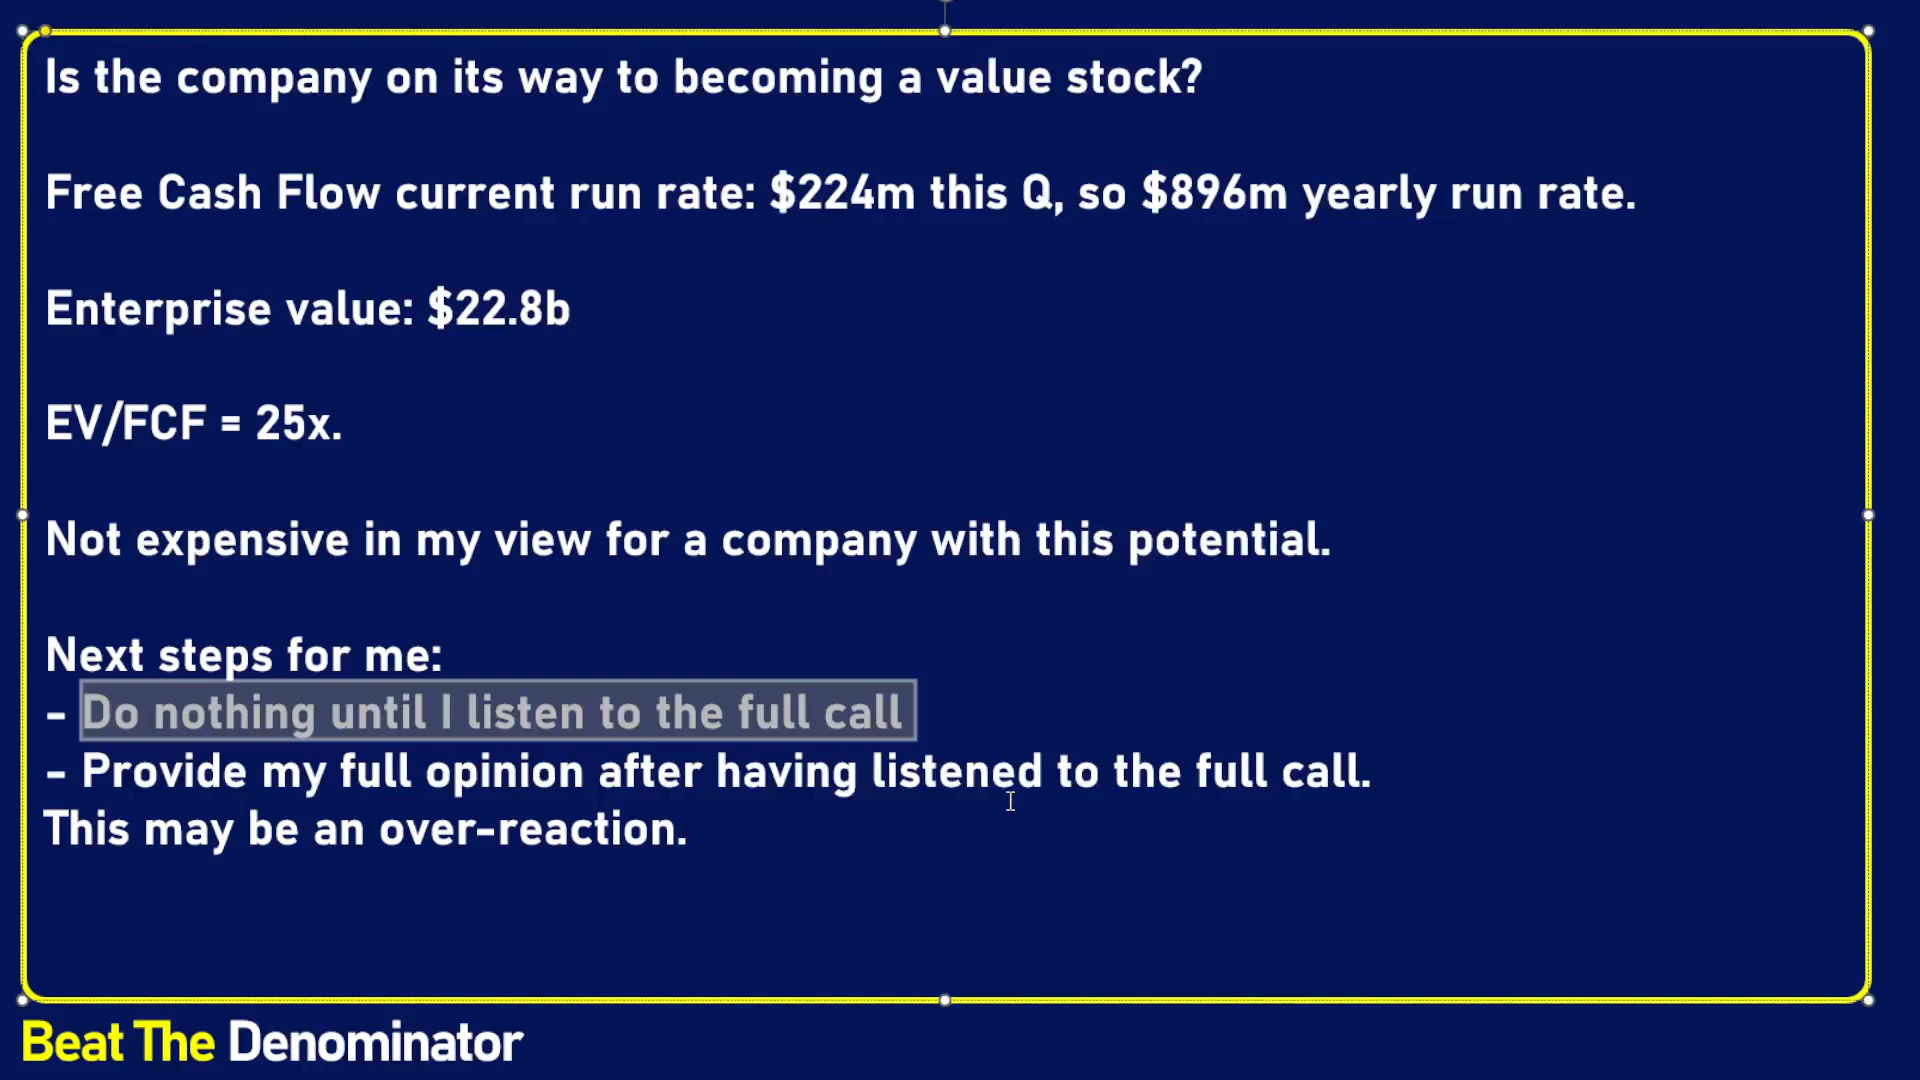 Is the company on its way to becoming a value stock?
Free Cash Flow current run rate: $224m this Q, so $896m yearly run rate.
Enterprise value: $22.8b
EV/FCF = 25x.
Not expensive in my view for a company with this potential.
Next steps for me:
- Do nothing until I listen to the full call
- Provide my full opinion after having listened to the full call.
This may be an over-reaction.
Beat The Denominator